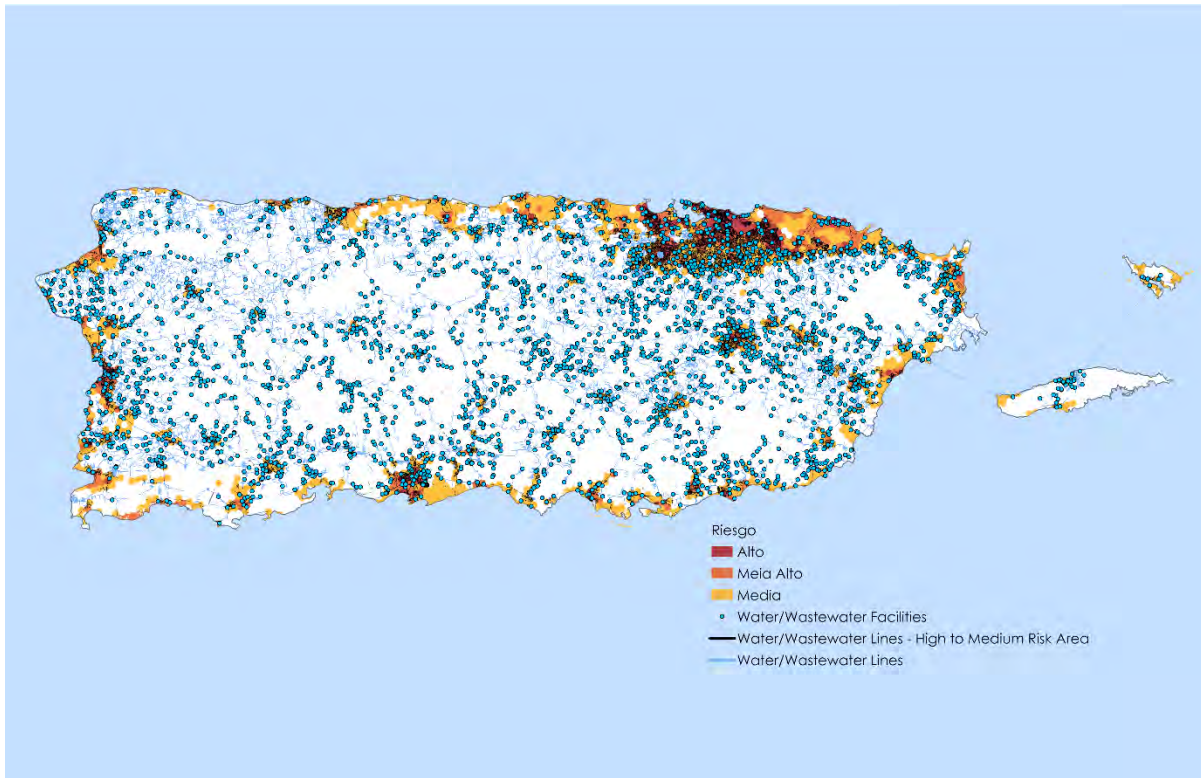 Riesgo
Alto
Meia Alto
Media
Water/Wastewater Facilities
Water/Wastewater Lines - High to Medium Risk Area
Water/Wastewater Lines